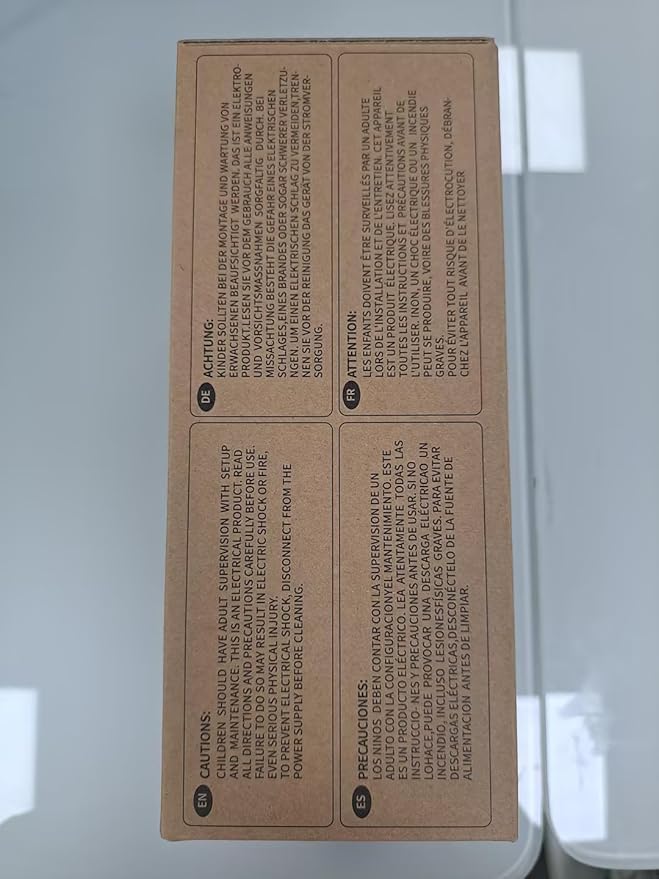 EN CAUTIONS:
CHILDREN SHOULD HAVE ADULT SUPERVISION WITH SETUP
AND MAINTENANCE. THIS IS AN ELECTRICAL PRODUCT. READ
ALL DIRECTIONS AND PRECAUTIONS CAREFULLY BEFORE USE.
FAILURE TO DO SO MAY RESULT IN ELECTRIC SHOCK OR FIRE,
EVEN SERIOUS PHYSICAL INJURY.
TO PREVENT ELECTRICAL SHOCK, DISCONNECT FROM THE
POWER SUPPLY BEFORE CLEANING.
DE ACHTUNG:
KINDER SOLLTEN BEI DER MONTAGE UND WARTUNG VON
ERWACHSENEN BEAUFSICHTIGT WERDEN. DAS IST EIN ELEKTRO-
PRODUKT.LESEN SIE VOR DEM GEBRAUCH ALLE ANWEISUNGEN
UND VORSICHTSMASSNAHMEN SORGFALTIG DURCH. BEI
MISSACHTUNG BESTEHT DIE GEFAHR EINES ELEKTRISCHEN
SCHLAGES,EINES BRANDES ODER SOGAR SCHWERER VERLETZU-
NGEN. UM EINEN ELEKTRISCHEN SCHLAG ZU VERMEIDEN,TREN-
NEN SIE VOR DER REINIGUNG DAS GERÄT VON DER STROMVER-
SORGUNG.
ES PRECAUCIONES:
LOS NINIOS DEBEN CONTAR CON LA SUPERVISION DE UN
ADULTO CON LA CONFIGURACIONYEL MANTENIMIENTO. ESTE
ES UN PRODUCTO ELÉCTRICO. LEA ATENTAMENTE TODAS LAS
INSTRUCCIO-NES Y PRECAUCIONES ANTES DE USAR. SI NO
LOHACE,PUEDE PROVOCAR UNA DESCARGA ELÉCTRICAO UN
INCENDIO, INCLUSO LESIONESFÍSICAS GRAVES. PARA EVITAR
DESCARGAS ELÉCTRICAS,DESCONÉCTELO DE LA FUENTE DE
ALIMENTACION ANTES DE LIMPIAR.
FR ATTENTION:
LES ENFANTS DOIVENT ÊTRE SURVEILLÉS PAR UN ADULTE
LORS DE L'INSTALLATION ET DE L'ENTRETIEN. CET APPAREIL
EST UN PRODUIT ÉLECTRIQUE, LISEZ ATTENTIVEMENT
TOUTES LES INSTRUCTIONS ET PRÉCAUTIONS AVANT DE
L'UTILISER. INON, UN CHOC ÉLECTRIQUE OU UN INCENDIE
PEUT SE PRODUIRE, VOIRE DES BLESSURES PHYSIQUES
GRAVES.
POUR ÉVITER TOUT RISQUE D'ÉLECTROCUTION, DÉBRAN-
CHEZ L'APPAREIL AVANT DE LE NETTOYER